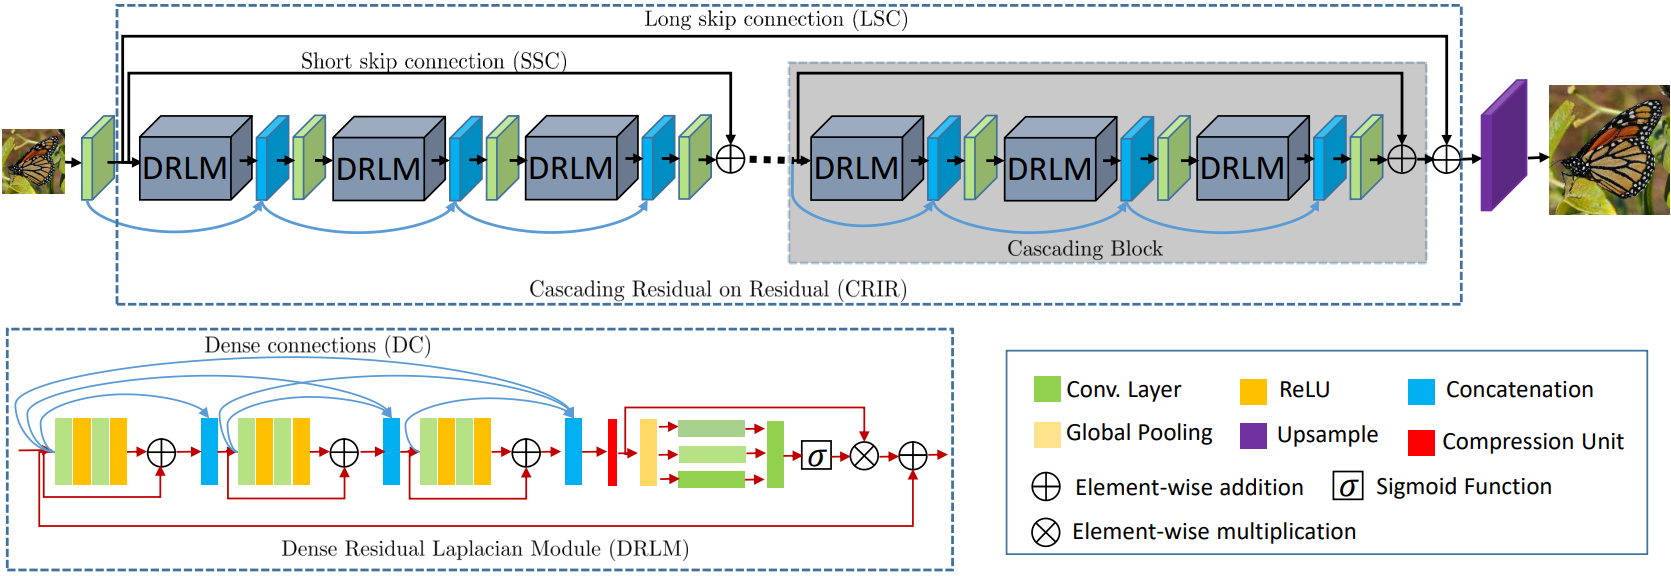 Long skip connection (LSC)
Short skip connection (SSC)
DRLM
DRLM
DRLM
DRLM
DRLM
DRLM
Cascading Block
Cascading Residual on Residual (CRIR)
Dense connections (DC)
σ
Dense Residual Laplacian Module (DRLM)
Conv. Layer
ReLU
Concatenation
Global Pooling
Upsample
Compression Unit
Element-wise addition
σ Sigmoid Function
Element-wise multiplication